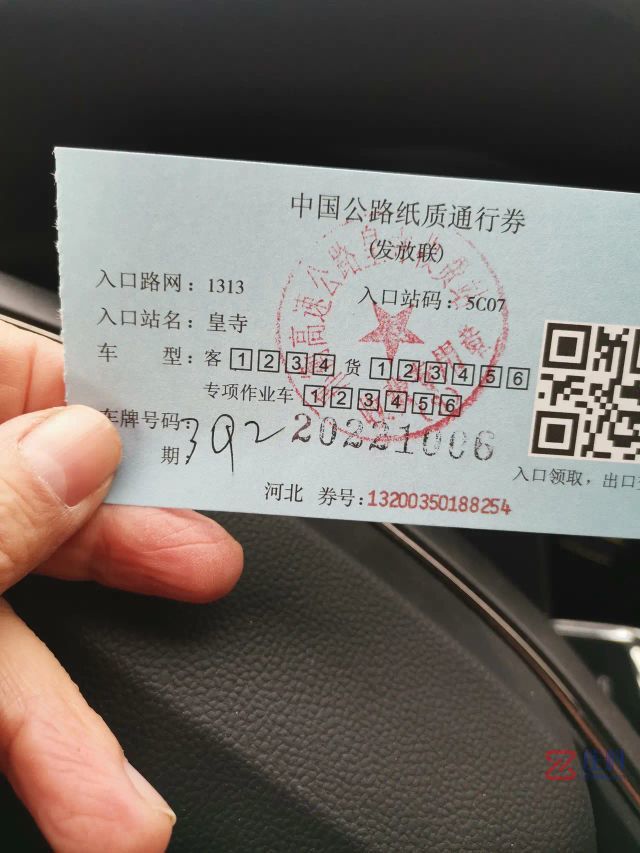 中国公路纸质通行券
(发放联)
入口路网：1313 入口站码：5C07
入口站名：皇寺
车 型：客 1 2 3 4 货 1 2 3 4 5 6
专项作业车 1 2 3 4 5 6
车牌号码：
期 392 20221006
入口领取，出口
河北 券号：13200350188254